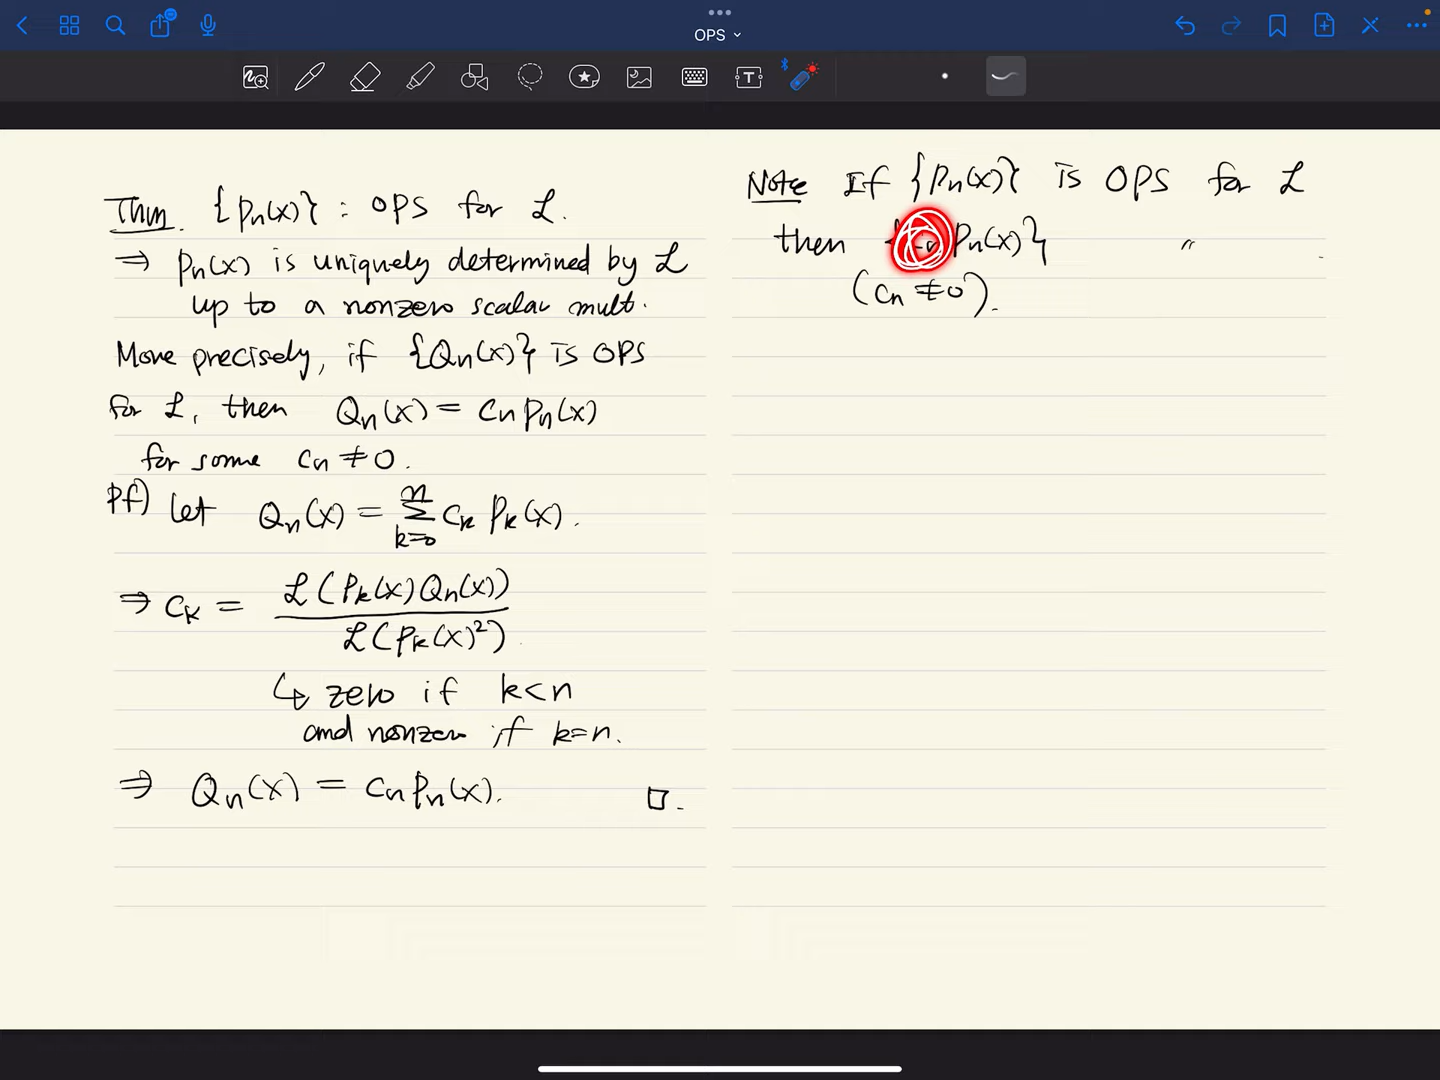 OPS
Thm. {Pn(x)} : OPS for ℒ.
⇒ Pn(x) is uniquely determined by ℒ
up to a nonzero scalar mult.
More precisely, if {Qn(x)} is OPS
for ℒ, then Qn(x) = Cn Pn(x)
for some Cn ≠ 0.
Pf) Let Qn(x) = ∑_{k=0}^{n} Ck Pk(x).
⇒ Ck = ℒ(Pk(x)Qn(x)) / ℒ(Pk(x)²)
↳ zero if k<n
and nonzero if k=n.
⇒ Qn(x) = Cn Pn(x). □.
Note If {Pn(x)} is OPS for ℒ
then { Pn(x)} 〃 .
(Cn ≠ 0).